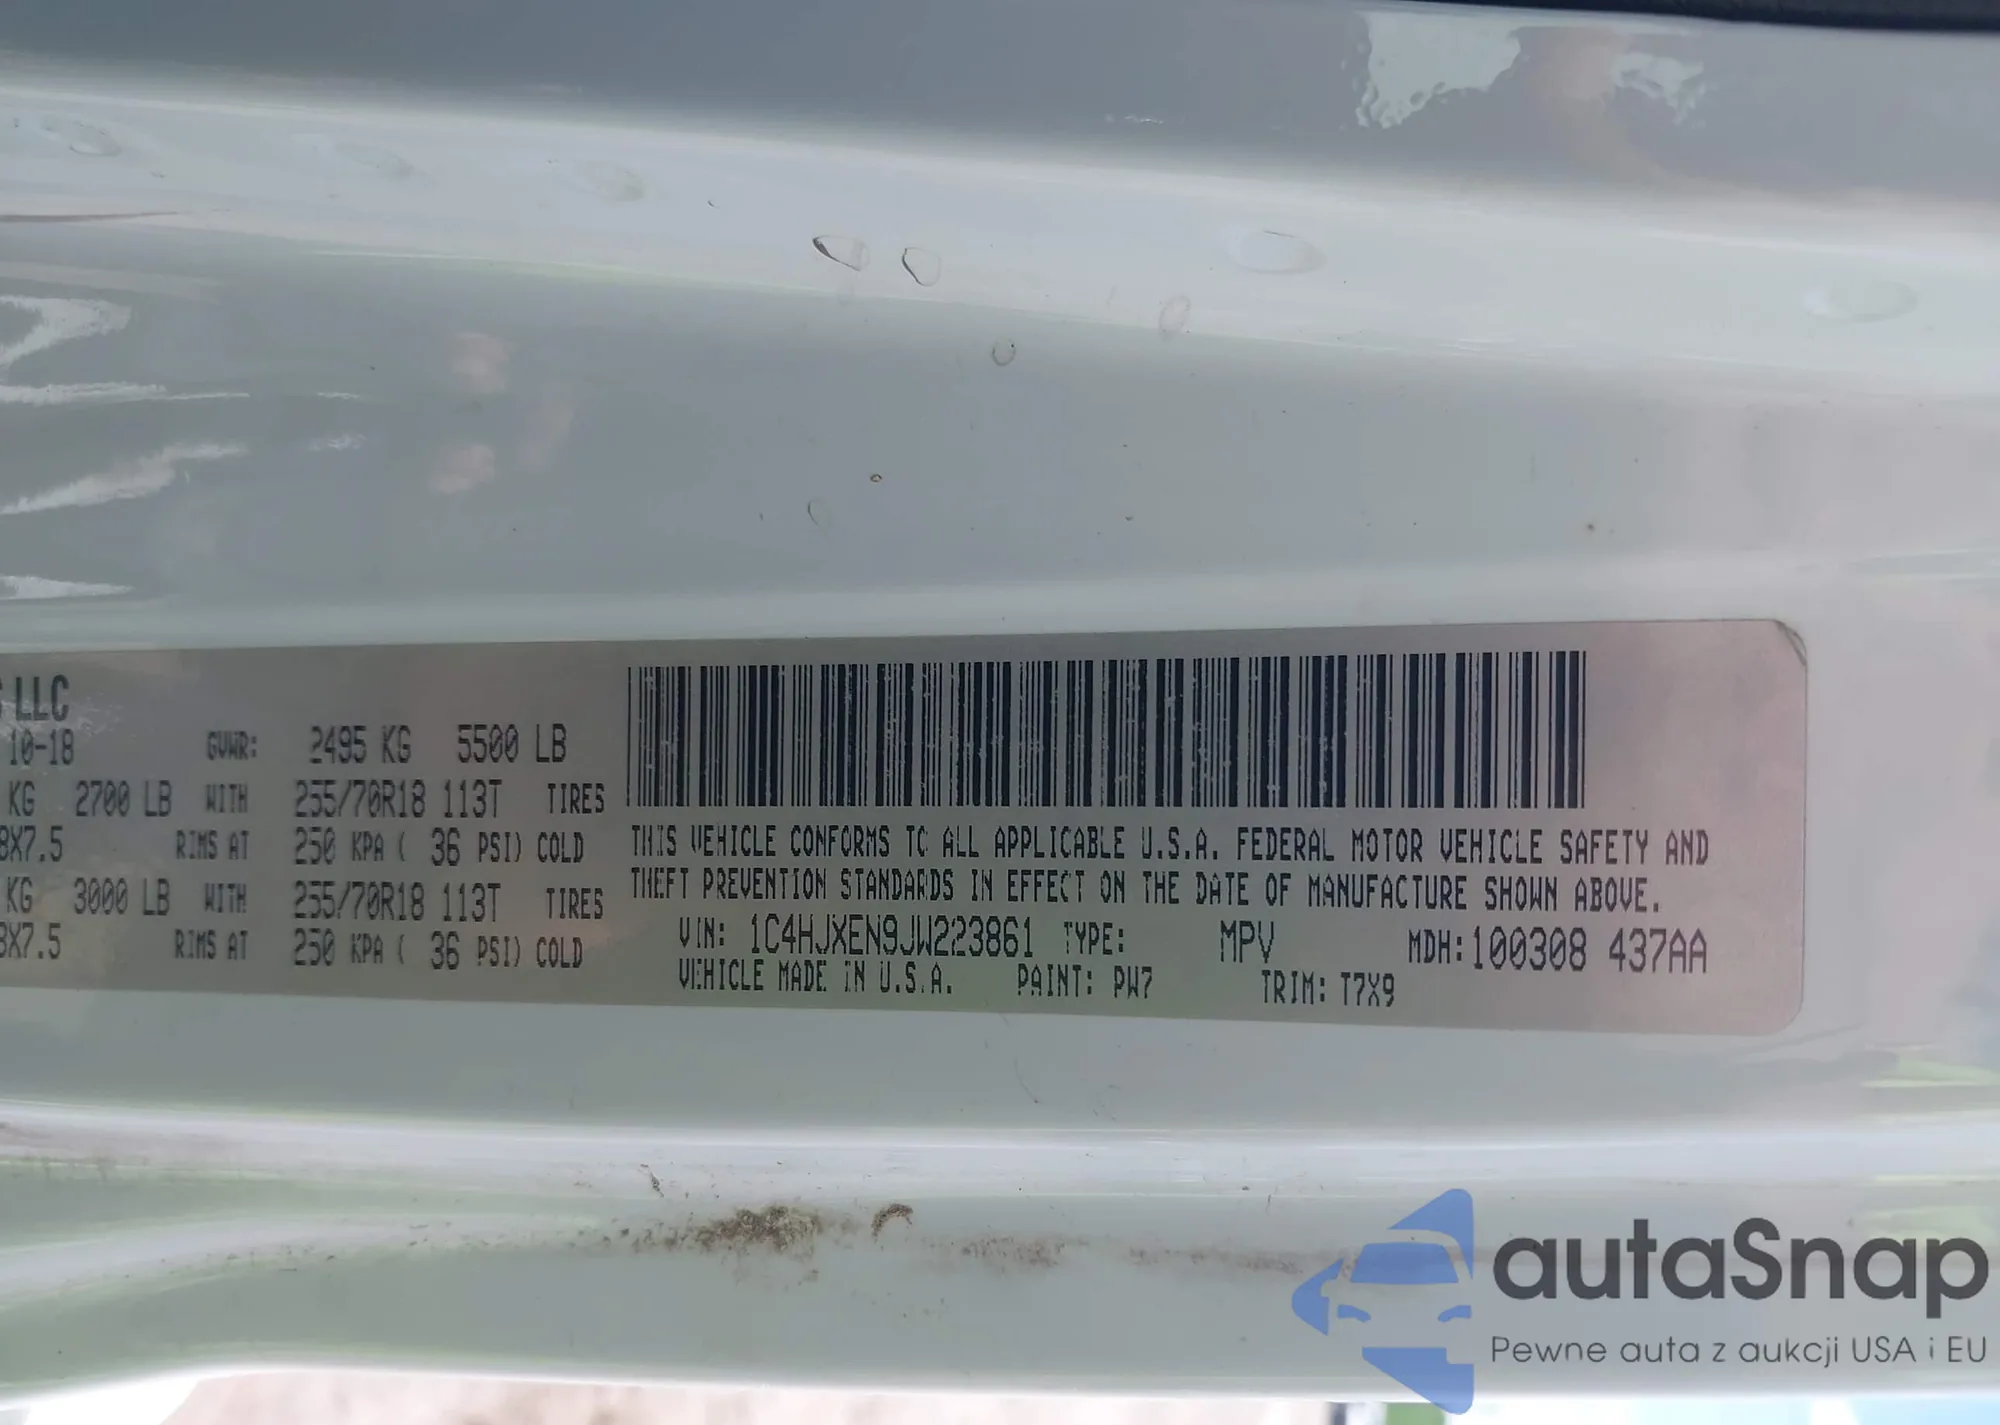 LLC
10-18 GVWR: 2495 KG 5500 LB
KG 2700 LB WITH 255/70R18 113T TIRES
8X7.5 RIMS AT 250 KPA ( 36 PSI) COLD
KG 3000 LB WITH 255/70R18 113T TIRES
8X7.5 RIMS AT 250 KPA ( 36 PSI) COLD
THIS VEHICLE CONFORMS TO ALL APPLICABLE U.S.A. FEDERAL MOTOR VEHICLE SAFETY AND
THEFT PREVENTION STANDARDS IN EFFECT ON THE DATE OF MANUFACTURE SHOWN ABOVE.
VIN: 1C4HJXEN9JW223861 TYPE: MPV MDH: 100308 437AA
VEHICLE MADE IN U.S.A. PAINT: PW7 TRIM: T7X9
autaSnap
Pewne auta z aukcji USA i EU